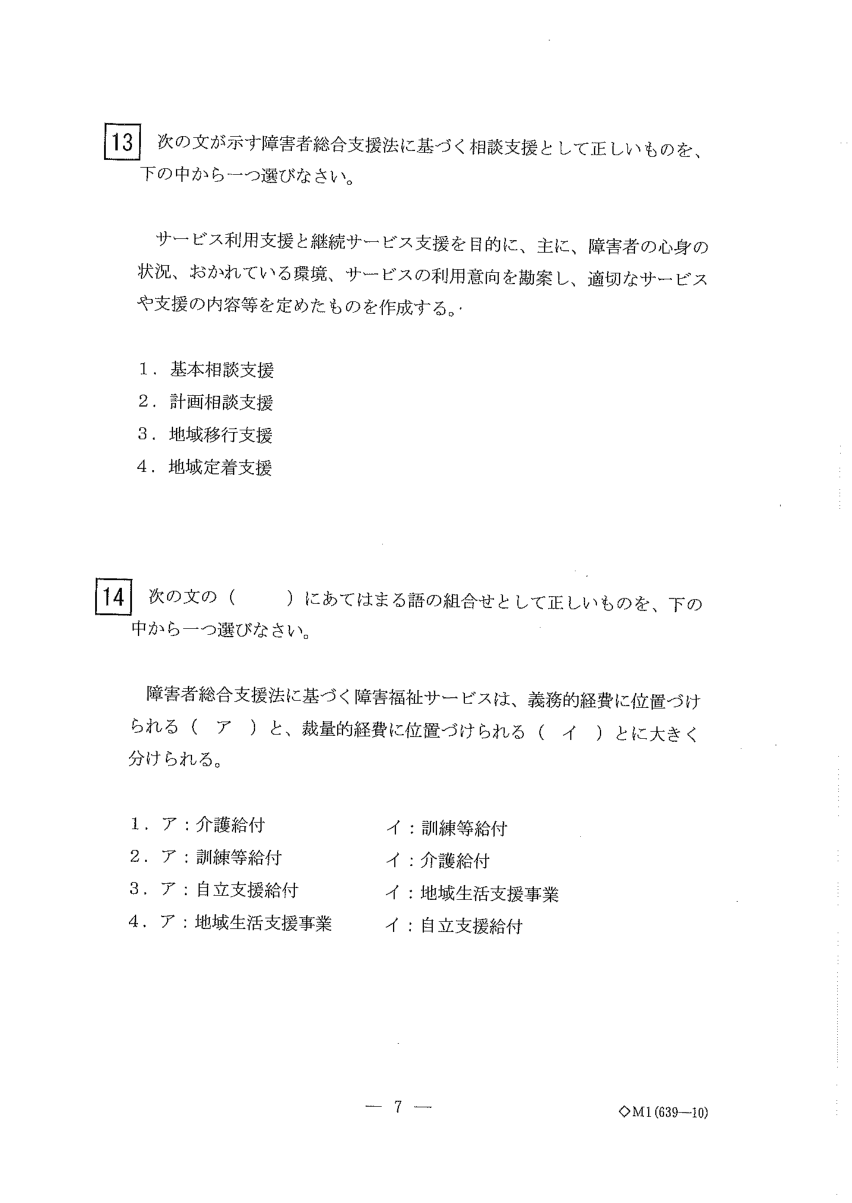 13 次の文が示す障害者総合支援法に基づく相談支援として正しいものを、
下の中から一つ選びなさい。
サービス利用支援と継続サービス支援を目的に、主に、障害者の心身の
状況、おかれている環境、サービスの利用意向を勘案し、適切なサービス
や支援の内容等を定めたものを作成する。
1．基本相談支援
2．計画相談支援
3．地域移行支援
4．地域定着支援
14 次の文の（　　　）にあてはまる語の組合せとして正しいものを、下の
中から一つ選びなさい。
障害者総合支援法に基づく障害福祉サービスは、義務的経費に位置づけ
られる（　ア　）と、裁量的経費に位置づけられる（　イ　）とに大きく
分けられる。
1．ア：介護給付　イ：訓練等給付
2．ア：訓練等給付　イ：介護給付
3．ア：自立支援給付　イ：地域生活支援事業
4．ア：地域生活支援事業　イ：自立支援給付
— 7 —
◇M1(639—10)